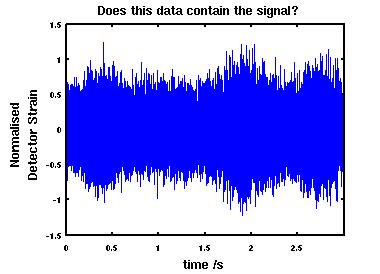 Does this data contain the signal?
1.5
1
0.5
0
-0.5
-1
-1.5
Normalised
Detector Strain
0 0.5 1 1.5 2 2.5
time /s